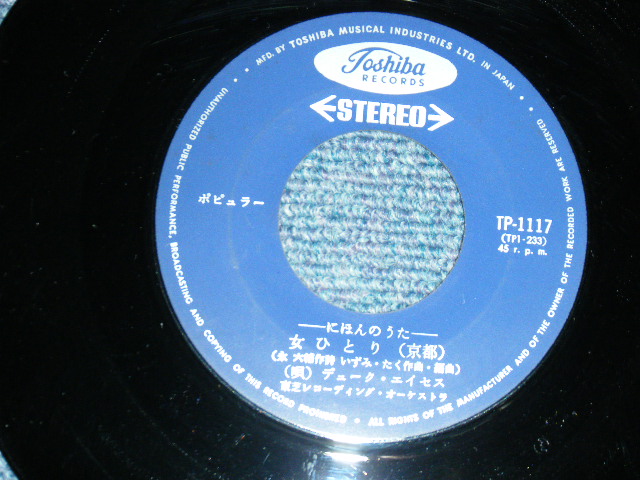 MFD. BY TOSHIBA MUSICAL INDUSTRIES LTD. IN JAPAN
Toshiba
RECORDS
STEREO
ポピュラー
TP-1117
(TPI-233)
45 r. p. m.
にほんのうた
女ひとり (京都)
(永 六輔作詩 いずみ・たく作曲・編曲)
(唄) デューク・エイセス
東芝レコーディング・オーケストラ
UNAUTHORIZED PUBLIC PERFORMANCE, BROADCASTING AND COPYING OF THIS RECORD PROHIBITED
ALL RIGHTS OF THE MANUFACTURER AND OF THE OWNER OF THE RECORDED WORK ARE RESERVED